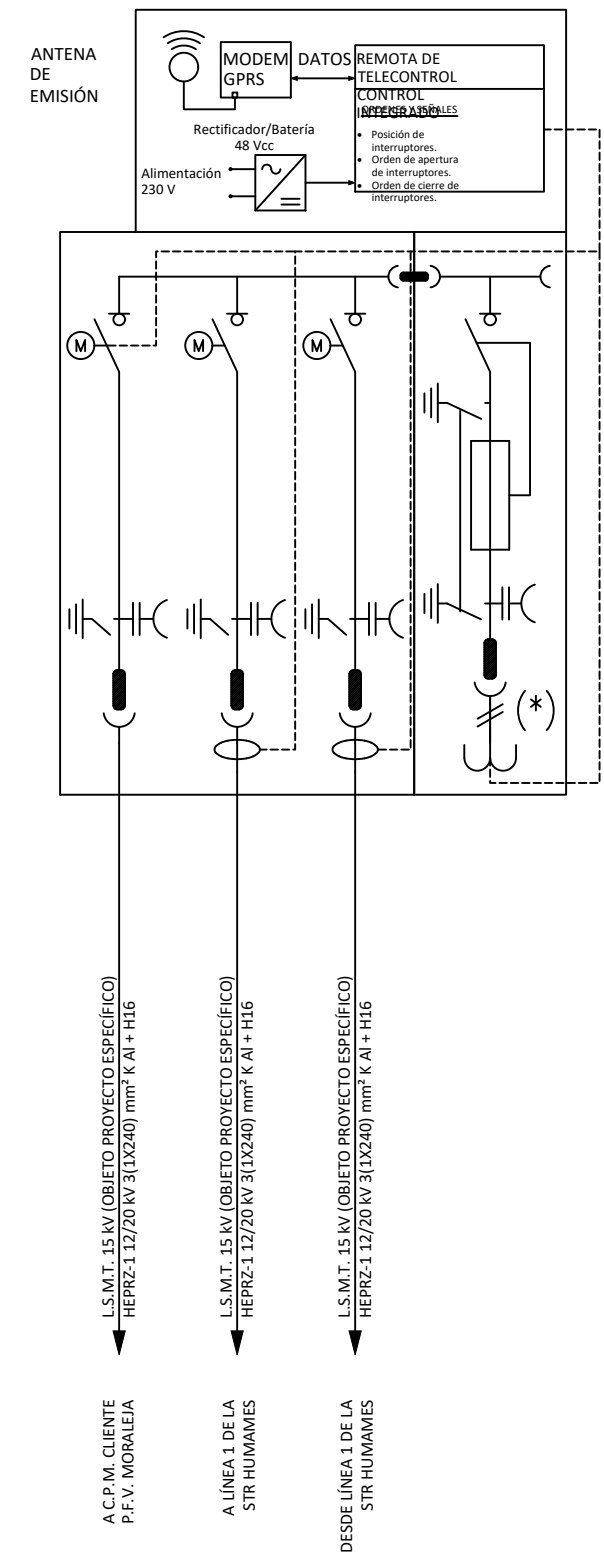 ANTENA
DE
EMISIÓN
MODEM
GPRS
DATOS
REMOTA DE
TELECONTROL
CONTROL
INTEGRADO
ORDENES Y SEÑALES
• Posición de
interruptores.
• Orden de apertura
de interruptores.
• Orden de cierre de
interruptores.
Rectificador/Batería
48 Vcc
Alimentación
230 V
M
M
M
(*)
L.S.M.T. 15 kV (OBJETO PROYECTO ESPECÍFICO)
HEPRZ-1 12/20 kV 3(1X240) mm² K Al + H16
L.S.M.T. 15 kV (OBJETO PROYECTO ESPECÍFICO)
HEPRZ-1 12/20 kV 3(1X240) mm² K Al + H16
L.S.M.T. 15 kV (OBJETO PROYECTO ESPECÍFICO)
HEPRZ-1 12/20 kV 3(1X240) mm² K Al + H16
A C.P.M. CLIENTE
P.F.V. MORALEJA
A LÍNEA 1 DE LA
STR HUMAMES
DESDE LÍNEA 1 DE LA
STR HUMAMES